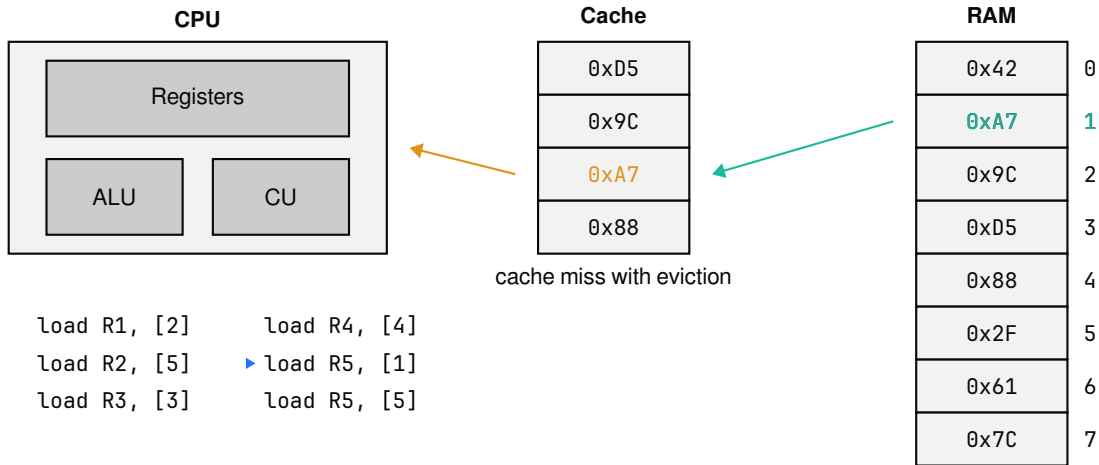 CPU
Registers
ALU
CU
load R1, [2]
load R2, [5]
load R3, [3]
load R4, [4]
load R5, [1]
load R5, [5]
Cache
0xD5
0x9C
0xA7
0x88
cache miss with eviction
RAM
0x42 0
0xA7 1
0x9C 2
0xD5 3
0x88 4
0x2F 5
0x61 6
0x7C 7